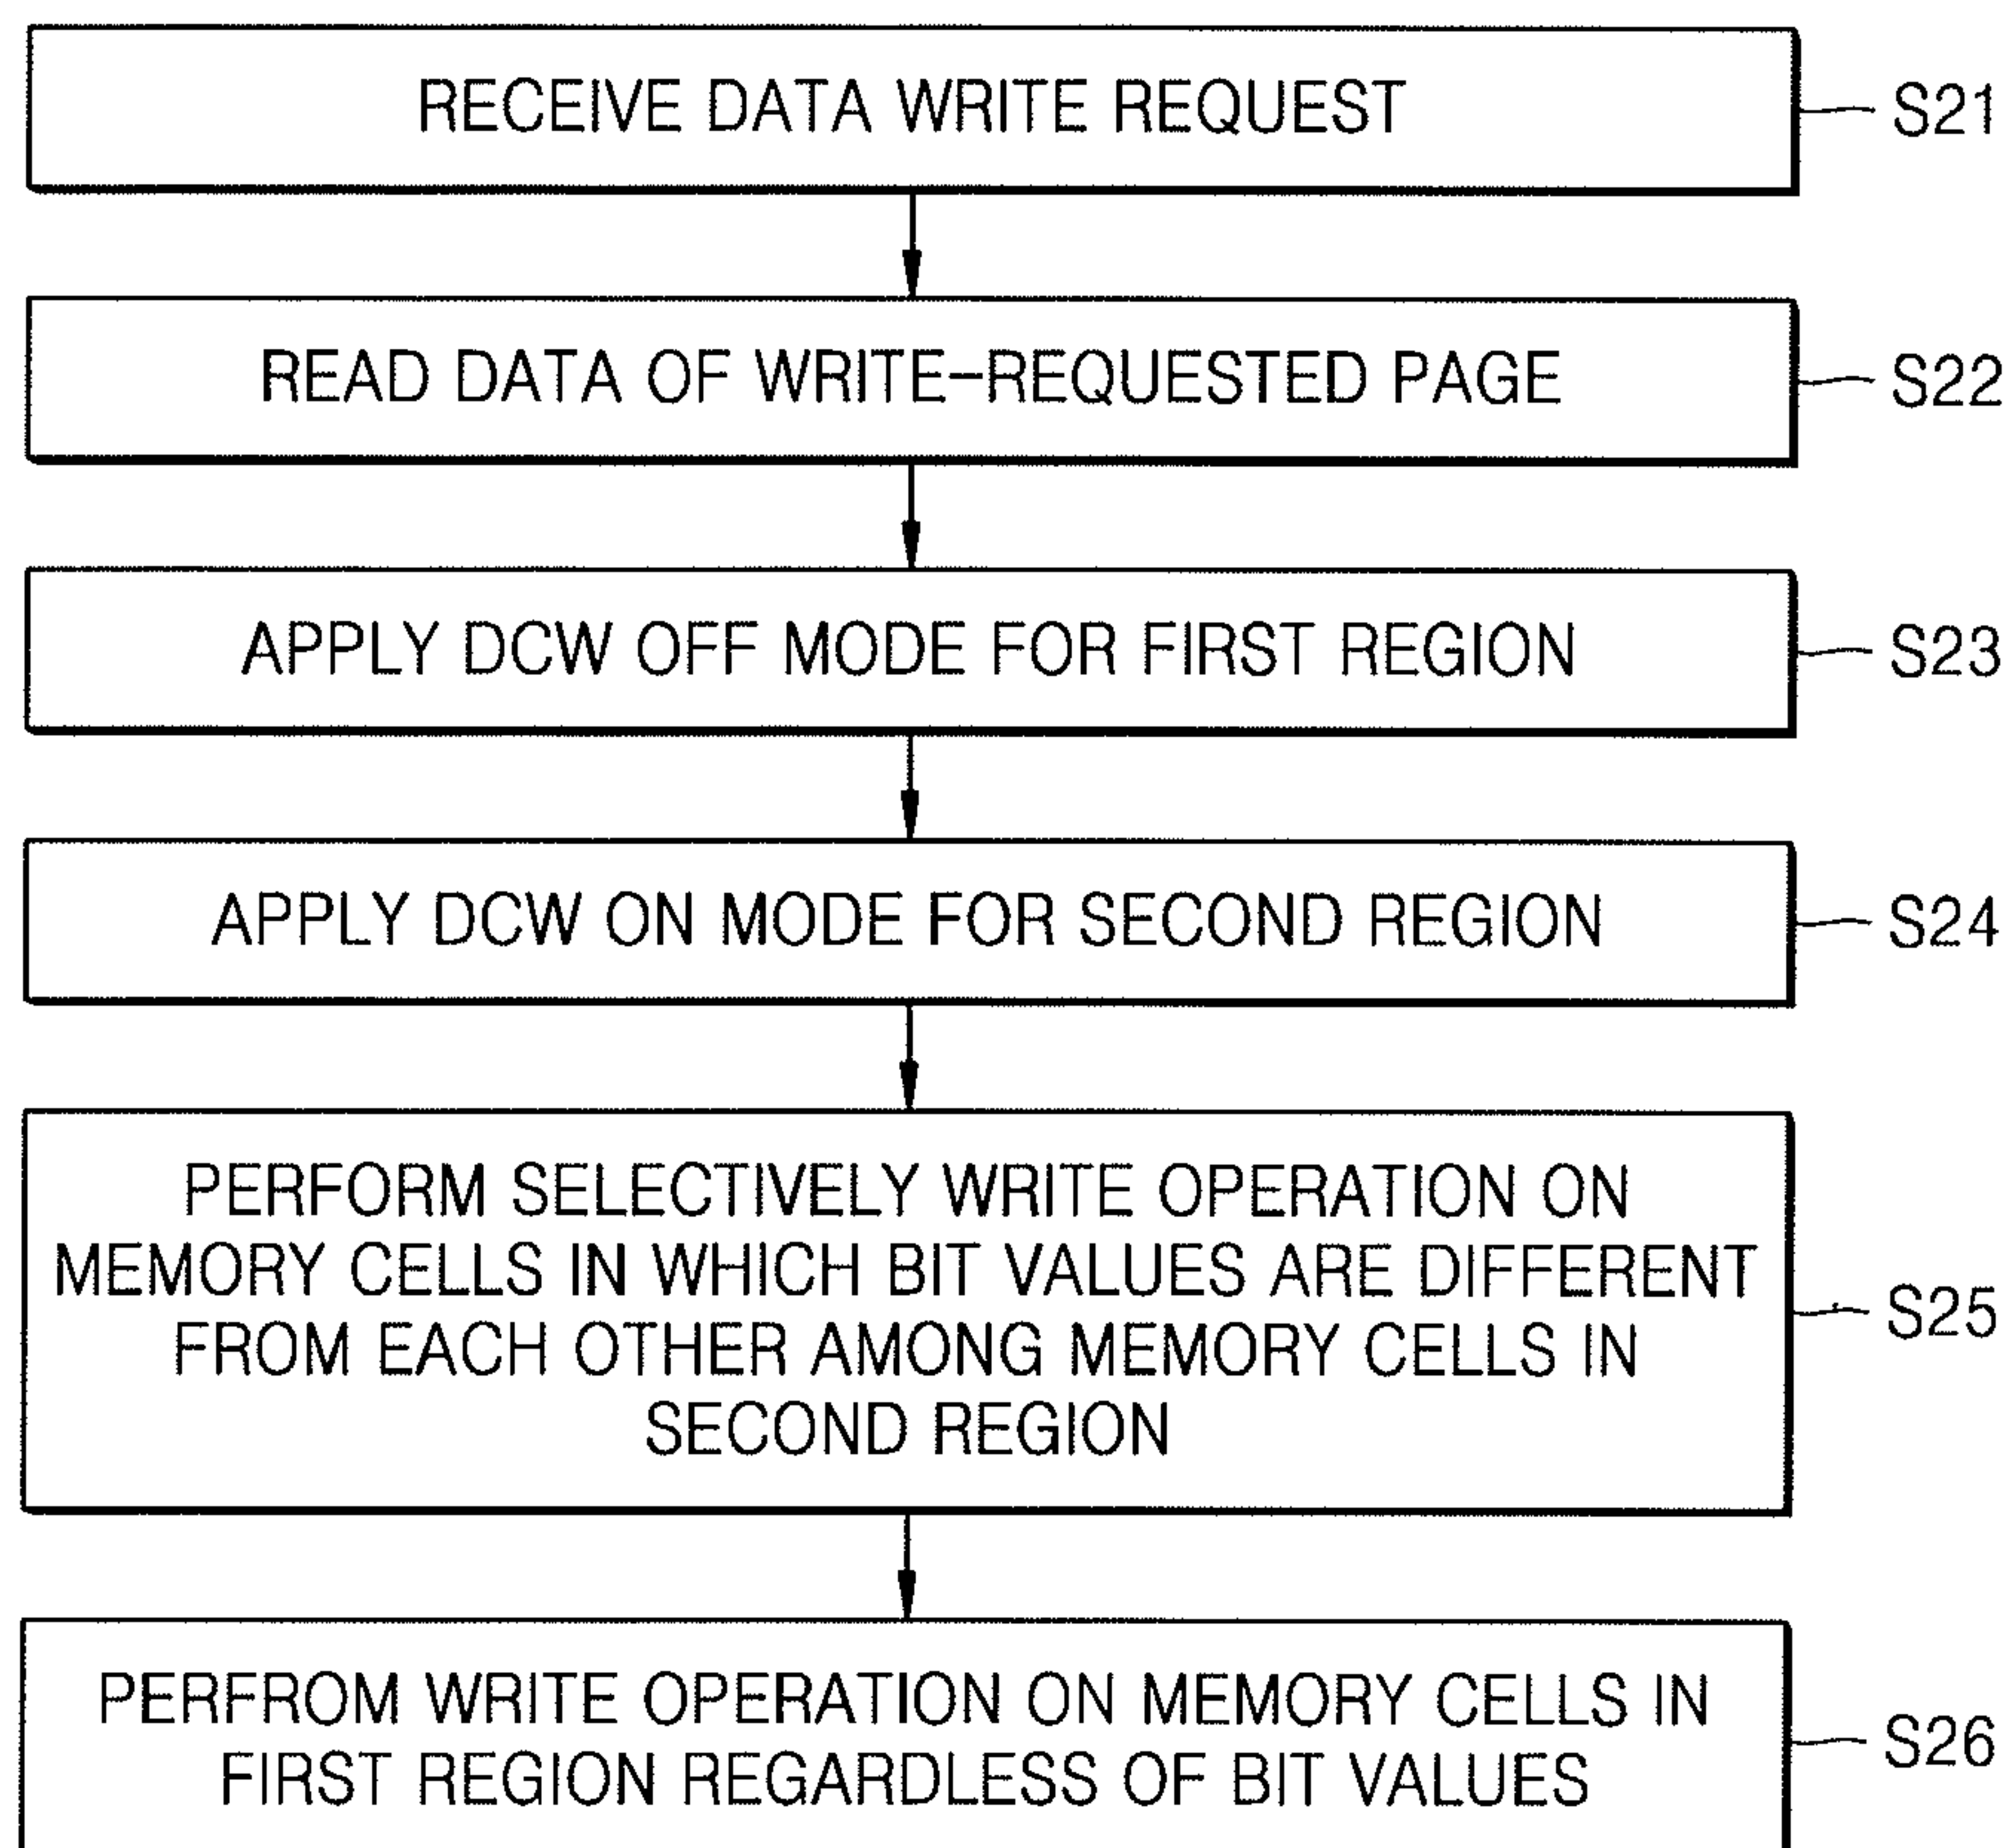 RECEIVE DATA WRITE REQUEST
S21
READ DATA OF WRITE-REQUESTED PAGE
S22
APPLY DCW OFF MODE FOR FIRST REGION
S23
APPLY DCW ON MODE FOR SECOND REGION
S24
PERFORM SELECTIVELY WRITE OPERATION ON
MEMORY CELLS IN WHICH BIT VALUES ARE DIFFERENT
FROM EACH OTHER AMONG MEMORY CELLS IN
SECOND REGION
S25
PERFROM WRITE OPERATION ON MEMORY CELLS IN
FIRST REGION REGARDLESS OF BIT VALUES
S26